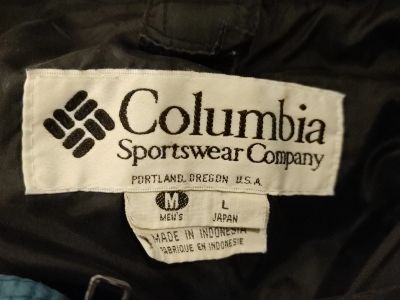 Columbia
Sportswear Company
PORTLAND, OREGON U.S.A.
M L
MEN'S JAPAN
MADE IN INDONESIA
FABRIQUE EN INDONESIE